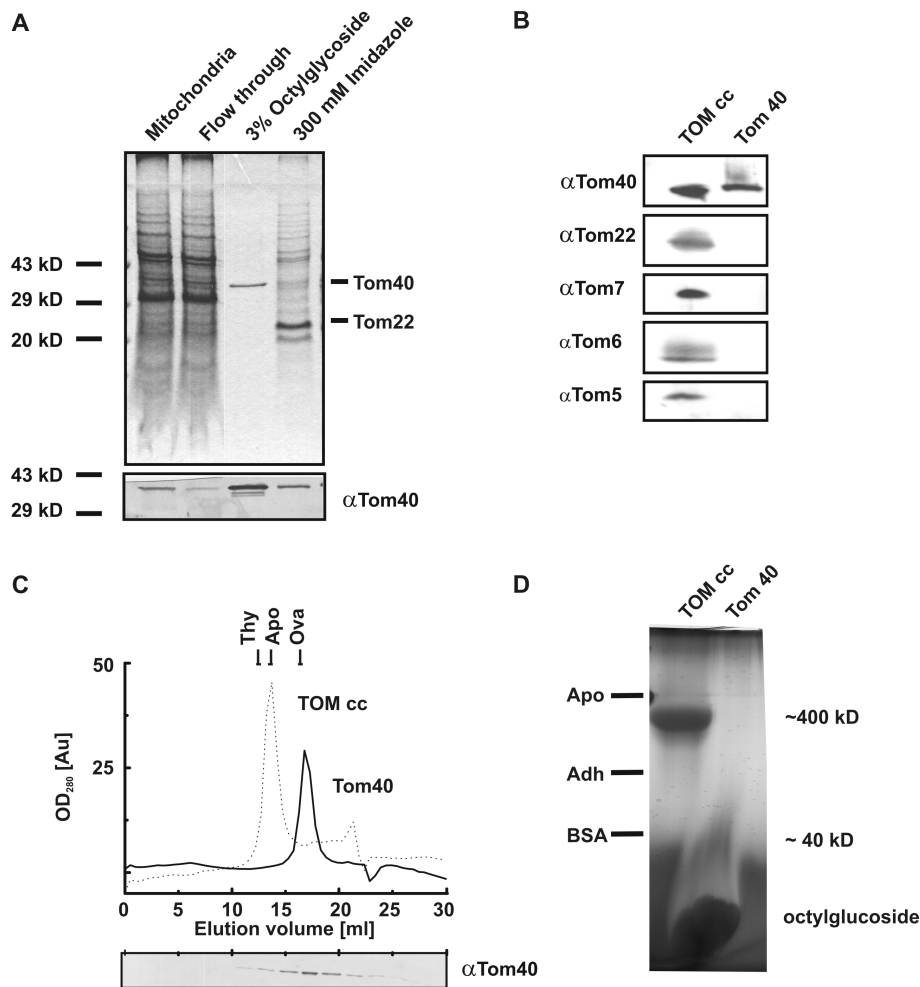 A
Mitochondria
Flow through
3% Octylglycoside
300 mM Imidazole
43 kD
29 kD
20 kD
Tom40
Tom22
43 kD
29 kD
αTom40
B
TOM cc
Tom 40
αTom40
αTom22
αTom7
αTom6
αTom5
C
Thy
Apo
Ova
50
25
OD280 [Au]
TOM cc
Tom40
0 5 10 15 20 25 30
Elution volume [ml]
αTom40
D
TOM cc
Tom 40
Apo
Adh
BSA
~400 kD
~ 40 kD
octylglucoside